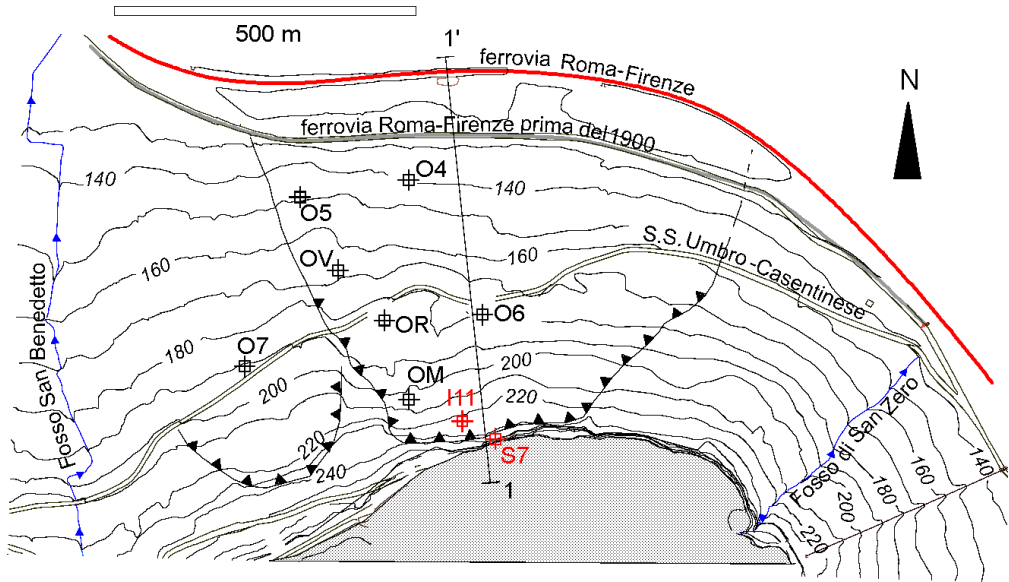 500 m
1'
ferrovia Roma-Firenze
N
ferrovia Roma-Firenze prima del 1900
O4
140
140
O5
S.S. Umbro-Casentinese
160
160
OV
Fosso San Benedetto
OR
O6
180
O7
200
200
OM
I11
220
220
S7
240
1
Fosso di San Zero
140
160
180
200
220